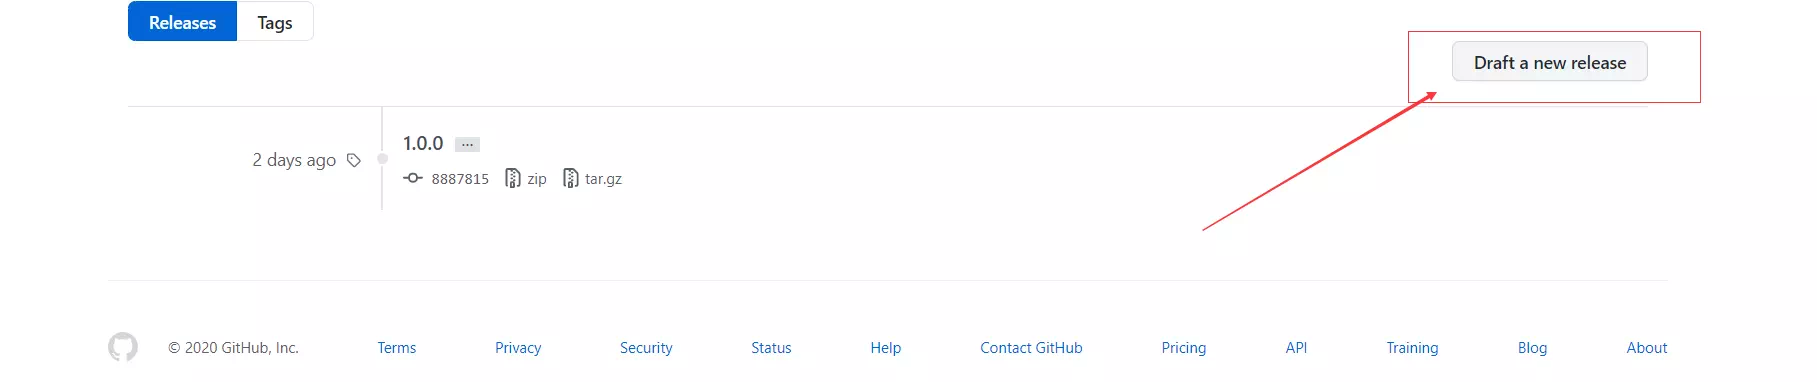 Releases Tags
Draft a new release
1.0.0 ...
2 days ago
8887815 zip tar.gz
© 2020 GitHub, Inc. Terms Privacy Security Status Help Contact GitHub Pricing API Training Blog About